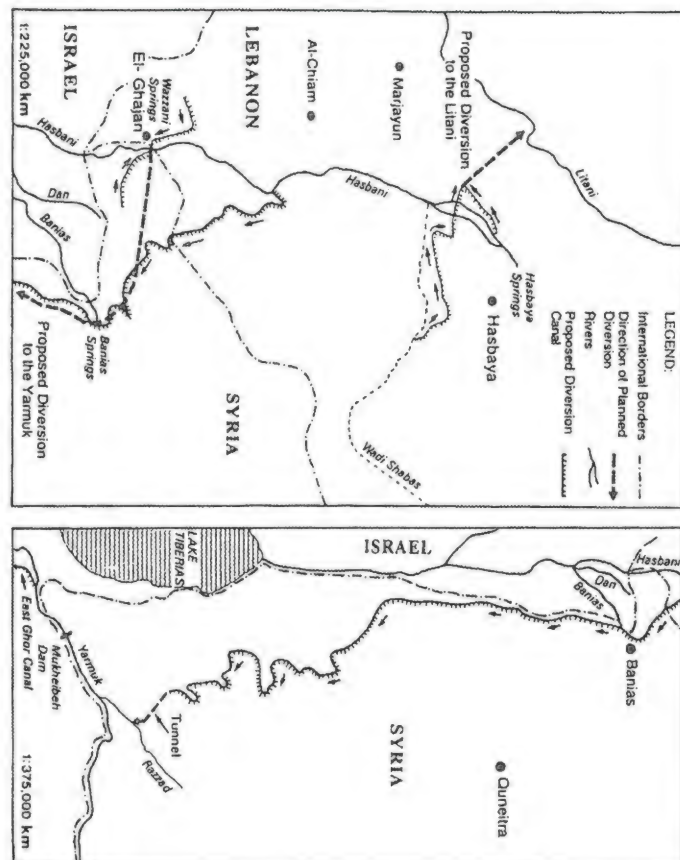 LEGEND:
International Borders
Direction of Planned
Diversion
Rivers
Proposed Diversion
Canal
Litani
Proposed Diversion
to the Litani
Hasbaya
Springs
Hasbaya
Marjayun
Al-Chiam
Hasbani
Wadi Shabas
LEBANON
Wazzani
Springs
El-
Ghajan
ISRAEL
Hasbani
Dan
Banias
Banias
Springs
SYRIA
Proposed Diversion
to the Yarmuk
1:225,000 km
Hasbani
Dan
Banias
Banias
ISRAEL
Quneitra
SYRIA
LAKE
TIBERIAS
Tunnel
Razzad
Yarmuk
Mukheibeh
Dam
East Ghor Canal
1:375,000 km